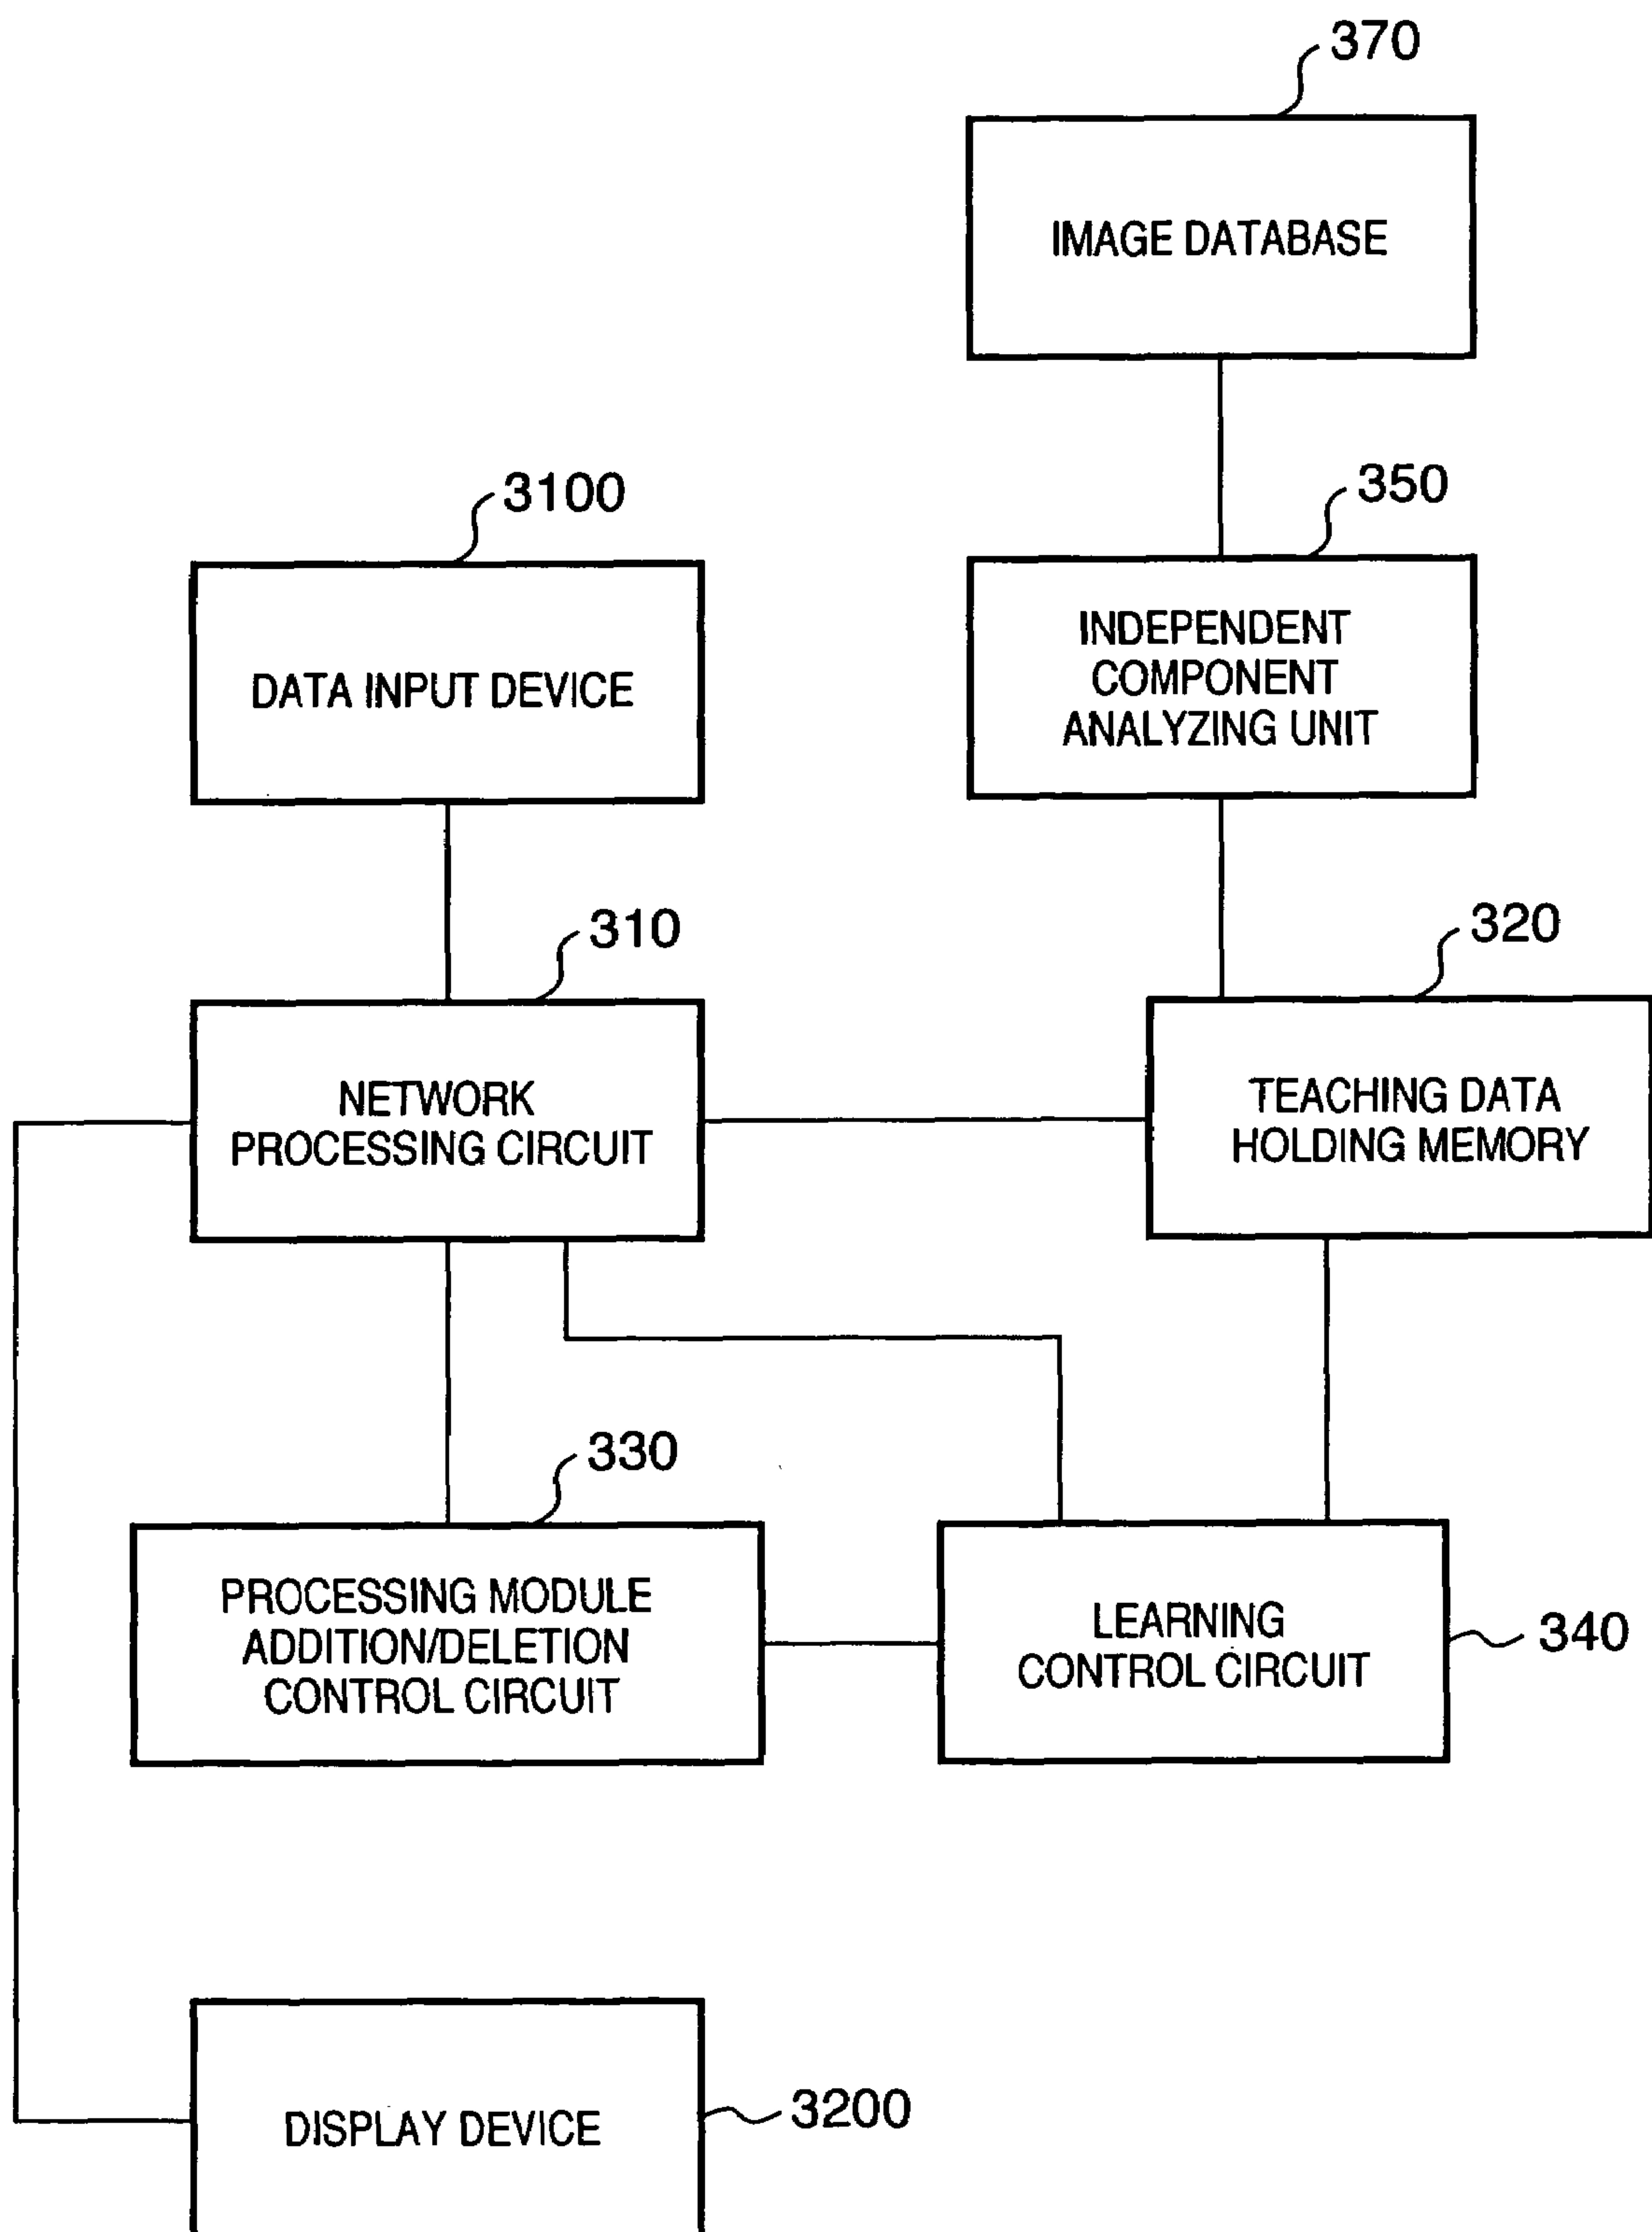 370
IMAGE DATABASE
3100
350
DATA INPUT DEVICE
INDEPENDENT
COMPONENT
ANALYZING UNIT
310
320
NETWORK
PROCESSING CIRCUIT
TEACHING DATA
HOLDING MEMORY
330
PROCESSING MODULE
ADDITION/DELETION
CONTROL CIRCUIT
LEARNING
CONTROL CIRCUIT
340
DISPLAY DEVICE
3200